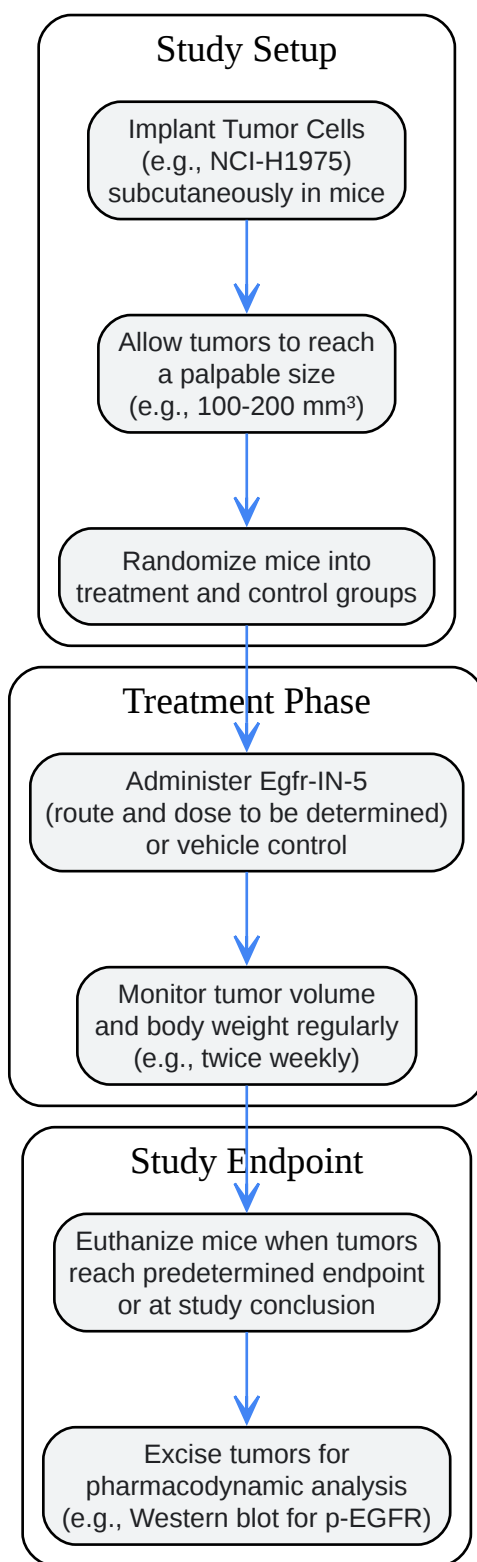 Study Setup
Implant Tumor Cells
(e.g., NCI-H1975)
subcutaneously in mice
Allow tumors to reach
a palpable size
(e.g., 100-200 mm³)
Randomize mice into
treatment and control groups
Treatment Phase
Administer Egfr-IN-5
(route and dose to be determined)
or vehicle control
Monitor tumor volume
and body weight regularly
(e.g., twice weekly)
Study Endpoint
Euthanize mice when tumors
reach predetermined endpoint
or at study conclusion
Excise tumors for
pharmacodynamic analysis
(e.g., Western blot for p-EGFR)